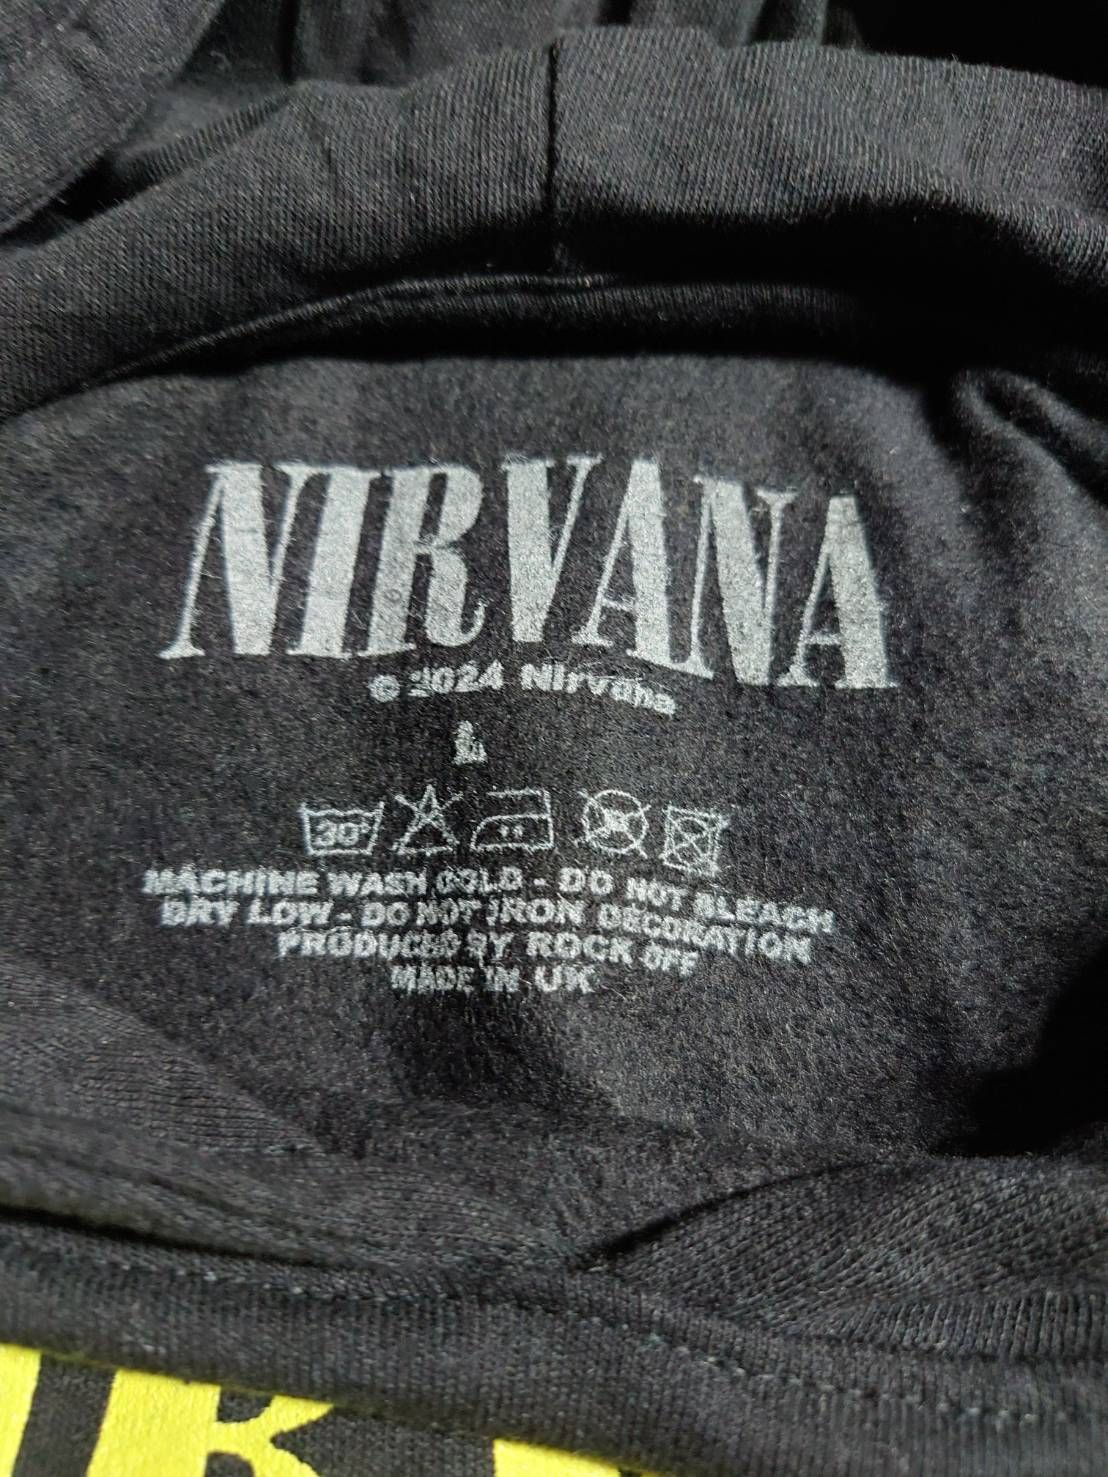 NIRVANA
© 2024 Nirvana
L
30°
MACHINE WASH COLD - DO NOT BLEACH
DRY LOW - DO NOT IRON DECORATION
PRODUCED BY ROCK OFF
MADE IN UK